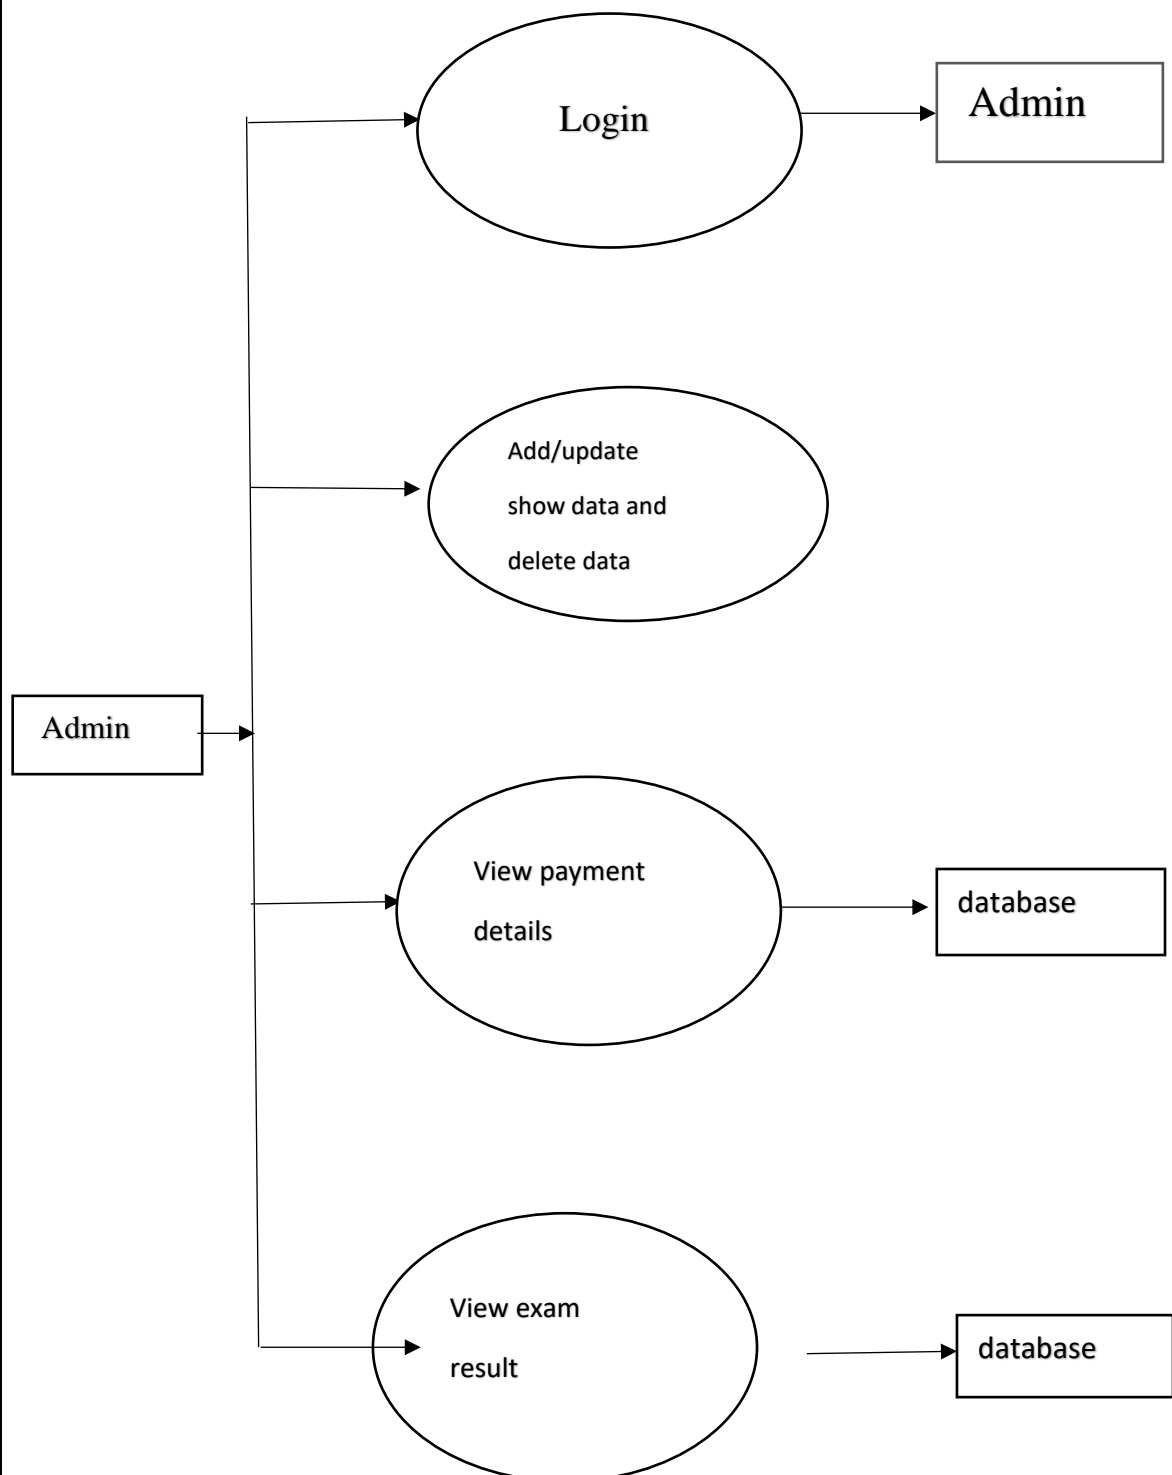 Login
Admin
Add/update
show data and
delete data
Admin
View payment
details
database
View exam
result
database